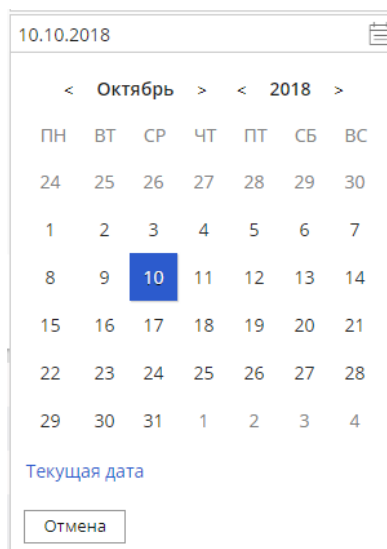 10.10.2018
< Октябрь > < 2018 >
ПН ВТ СР ЧТ ПТ СБ ВС
24 25 26 27 28 29 30
1 2 3 4 5 6 7
8 9 10 11 12 13 14
15 16 17 18 19 20 21
22 23 24 25 26 27 28
29 30 31 1 2 3 4
Текущая дата
Отмена